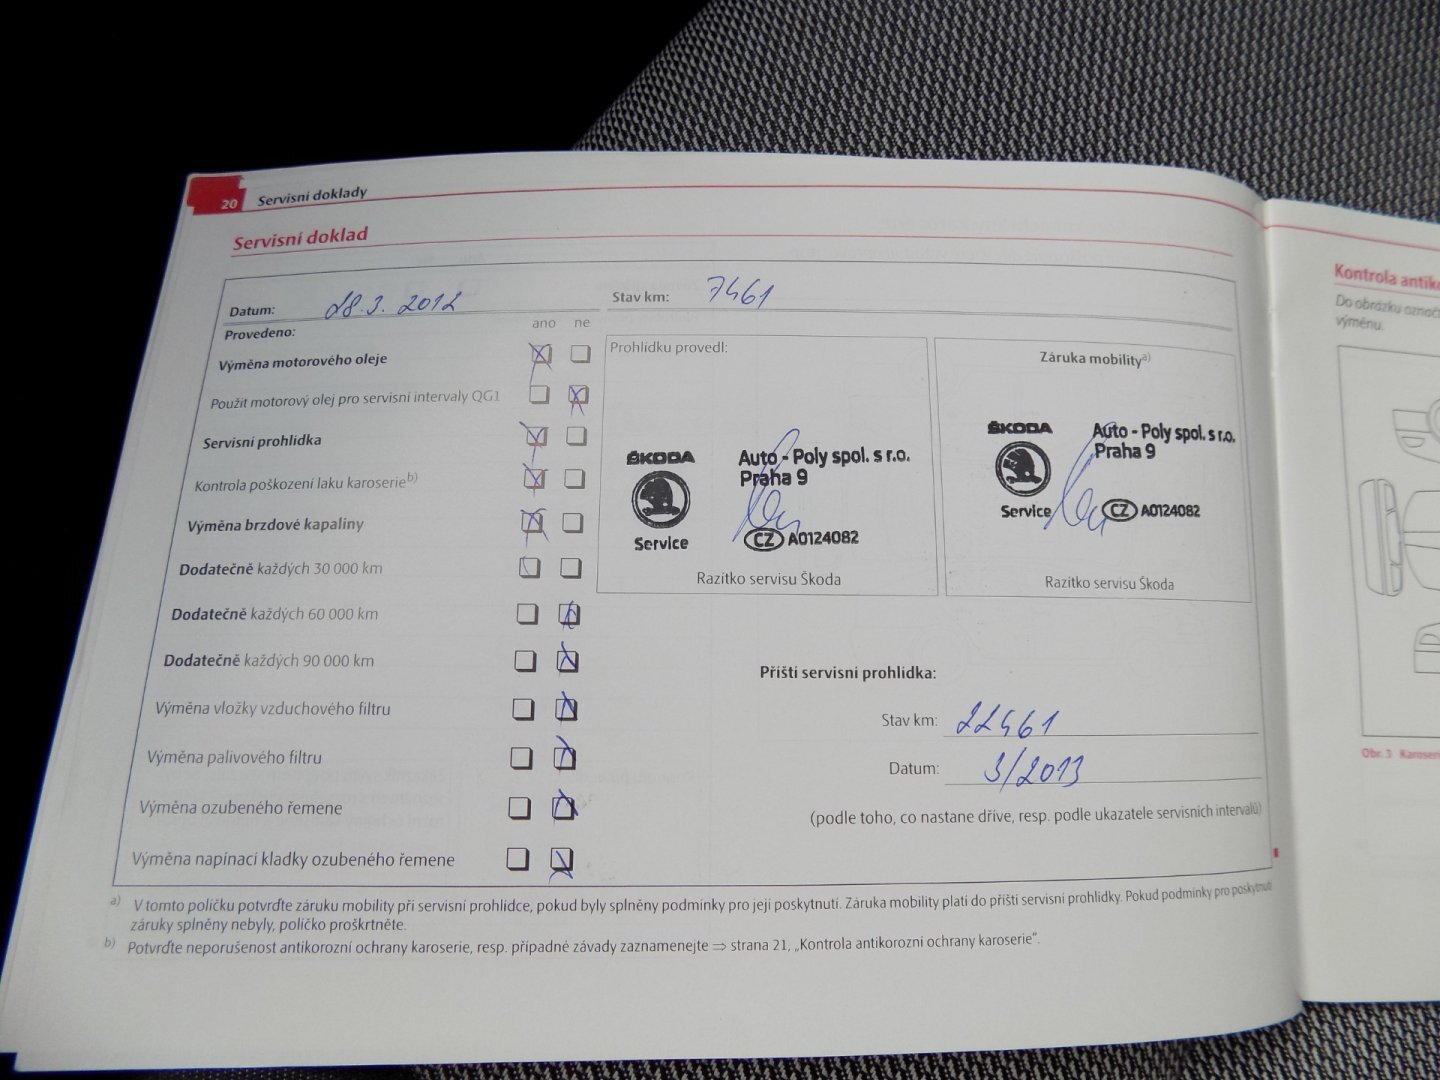 20 Servisní doklady
Servisní doklad
Datum: 28.3. 2012
Stav km: 7461
Provedeno: ano ne
Výměna motorového oleje
Použit motorový olej pro servisní intervaly QG1
Servisní prohlídka
Kontrola poškození laku karoserie b)
Výměna brzdové kapaliny
Dodatečně každých 30 000 km
Dodatečně každých 60 000 km
Dodatečně každých 90 000 km
Výměna vložky vzduchového filtru
Výměna palivového filtru
Výměna ozubeného řemene
Výměna napínací kladky ozubeného řemene
Prohlídku provedl:
ŠKODA
Service
Auto - Poly spol. s r.o.
Praha 9
CZ A0124082
Razítko servisu Škoda
Záruka mobility a)
ŠKODA
Service
Auto - Poly spol. s r.o.
Praha 9
CZ A0124082
Razítko servisu Škoda
Příští servisní prohlídka:
Stav km: 22461
Datum: 3/2013
(podle toho, co nastane dříve, resp. podle ukazatele servisních intervalů)
a) V tomto políčku potvrďte záruku mobility při servisní prohlídce, pokud byly splněny podmínky pro její poskytnutí. Záruka mobility platí do příští servisní prohlídky. Pokud podmínky pro poskytnutí
záruky splněny nebyly, políčko proškrtněte.
b) Potvrďte neporušenost antikorozní ochrany karoserie, resp. případné závady zaznamenejte ⇒ strana 21, „Kontrola antikorozní ochrany karoserie“.
Kontrola
Do obrázku
výměnu.
Obr. 3